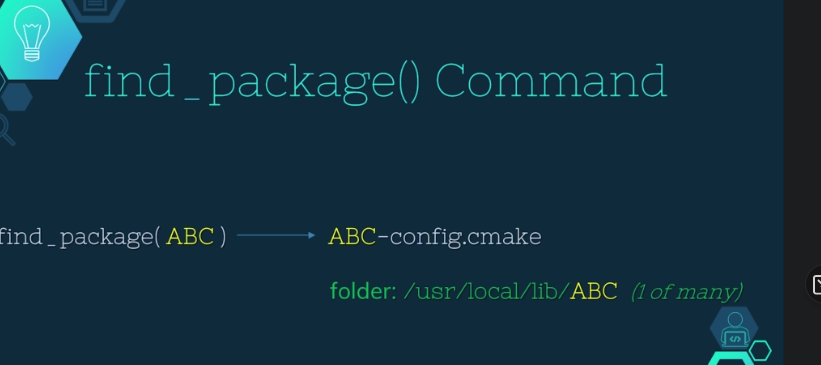 find_package() Command
find_package( ABC )
ABC-config.cmake
folder: /usr/local/lib/ABC (1 of many)